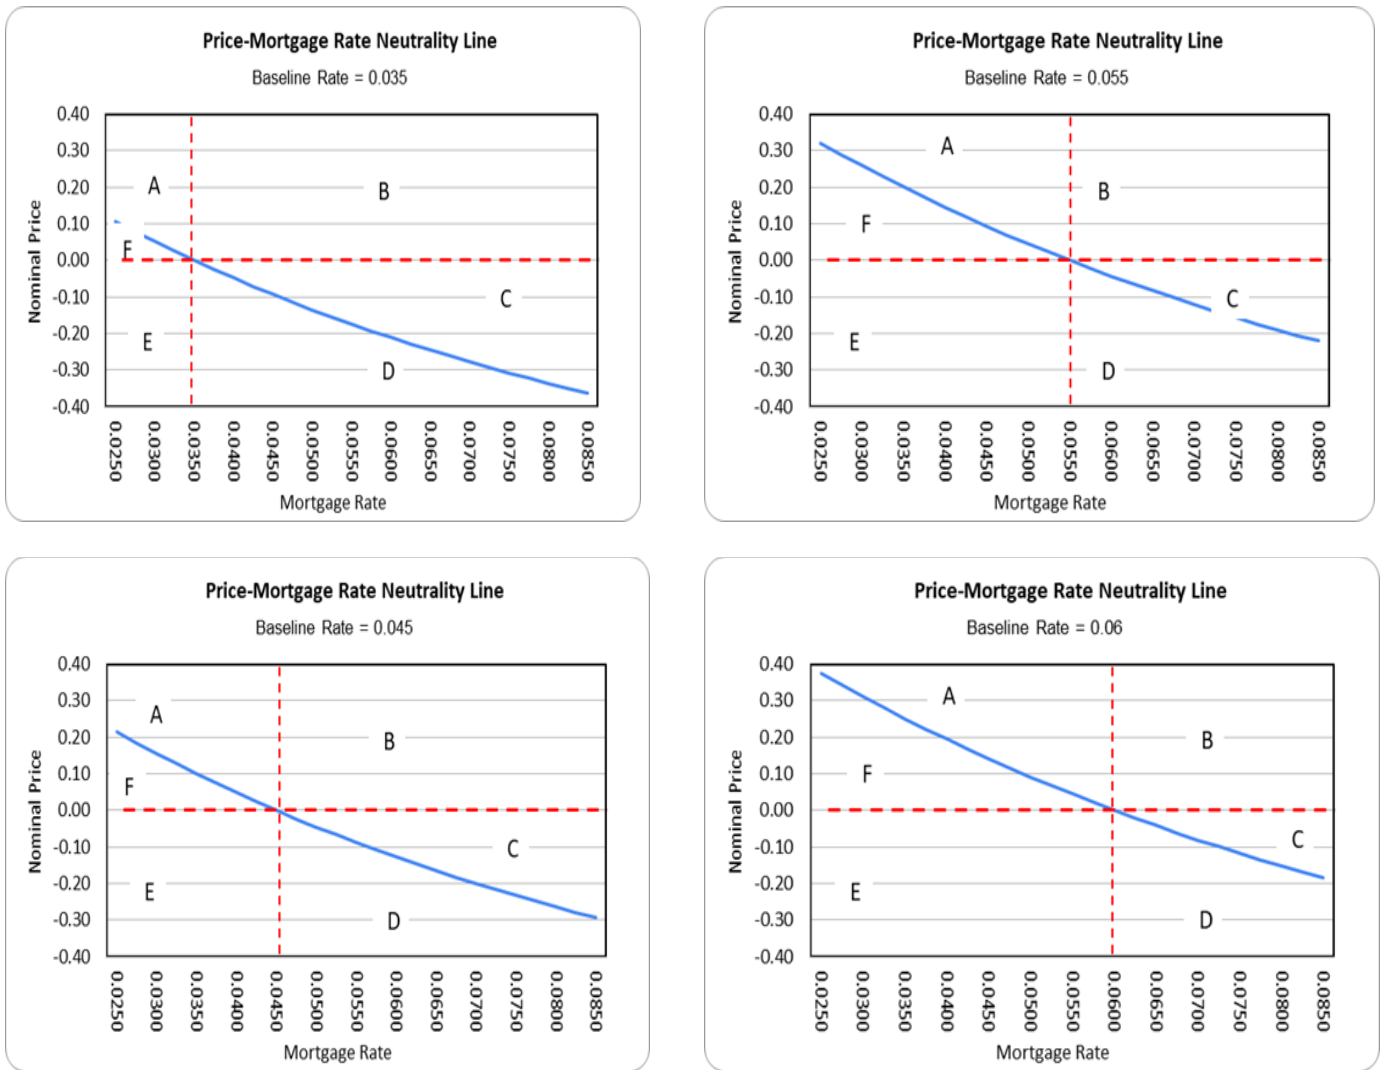 Price-Mortgage Rate Neutrality Line
Baseline Rate = 0.035
Nominal Price
0.40
0.30
0.20
0.10
0.00
-0.10
-0.20
-0.30
-0.40
A
B
F
C
E
D
0.0250
0.0300
0.0350
0.0400
0.0450
0.0500
0.0550
0.0600
0.0650
0.0700
0.0750
0.0800
0.0850
Mortgage Rate
Price-Mortgage Rate Neutrality Line
Baseline Rate = 0.055
Nominal Price
0.40
0.30
0.20
0.10
0.00
-0.10
-0.20
-0.30
-0.40
A
B
F
C
E
D
0.0250
0.0300
0.0350
0.0400
0.0450
0.0500
0.0550
0.0600
0.0650
0.0700
0.0750
0.0800
0.0850
Mortgage Rate
Price-Mortgage Rate Neutrality Line
Baseline Rate = 0.045
Nominal Price
0.40
0.30
0.20
0.10
0.00
-0.10
-0.20
-0.30
-0.40
A
B
F
C
E
D
0.0250
0.0300
0.0350
0.0400
0.0450
0.0500
0.0550
0.0600
0.0650
0.0700
0.0750
0.0800
0.0850
Mortgage Rate
Price-Mortgage Rate Neutrality Line
Baseline Rate = 0.06
Nominal Price
0.40
0.30
0.20
0.10
0.00
-0.10
-0.20
-0.30
-0.40
A
B
F
C
E
D
0.0250
0.0300
0.0350
0.0400
0.0450
0.0500
0.0550
0.0600
0.0650
0.0700
0.0750
0.0800
0.0850
Mortgage Rate